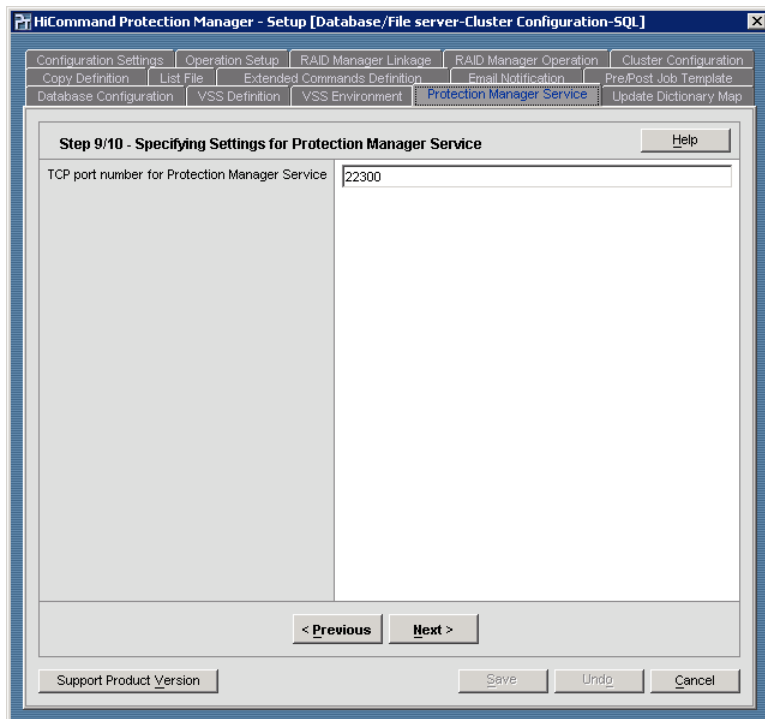 HiCommand Protection Manager - Setup [Database/File server-Cluster Configuration-SQL]
Configuration Settings Operation Setup RAID Manager Linkage RAID Manager Operation Cluster Configuration
Copy Definition List File Extended Commands Definition Email Notification Pre/Post Job Template
Database Configuration VSS Definition VSS Environment Protection Manager Service Update Dictionary Map
Step 9/10 - Specifying Settings for Protection Manager Service Help
TCP port number for Protection Manager Service 22300
< Previous Next >
Support Product Version Save Undo Cancel